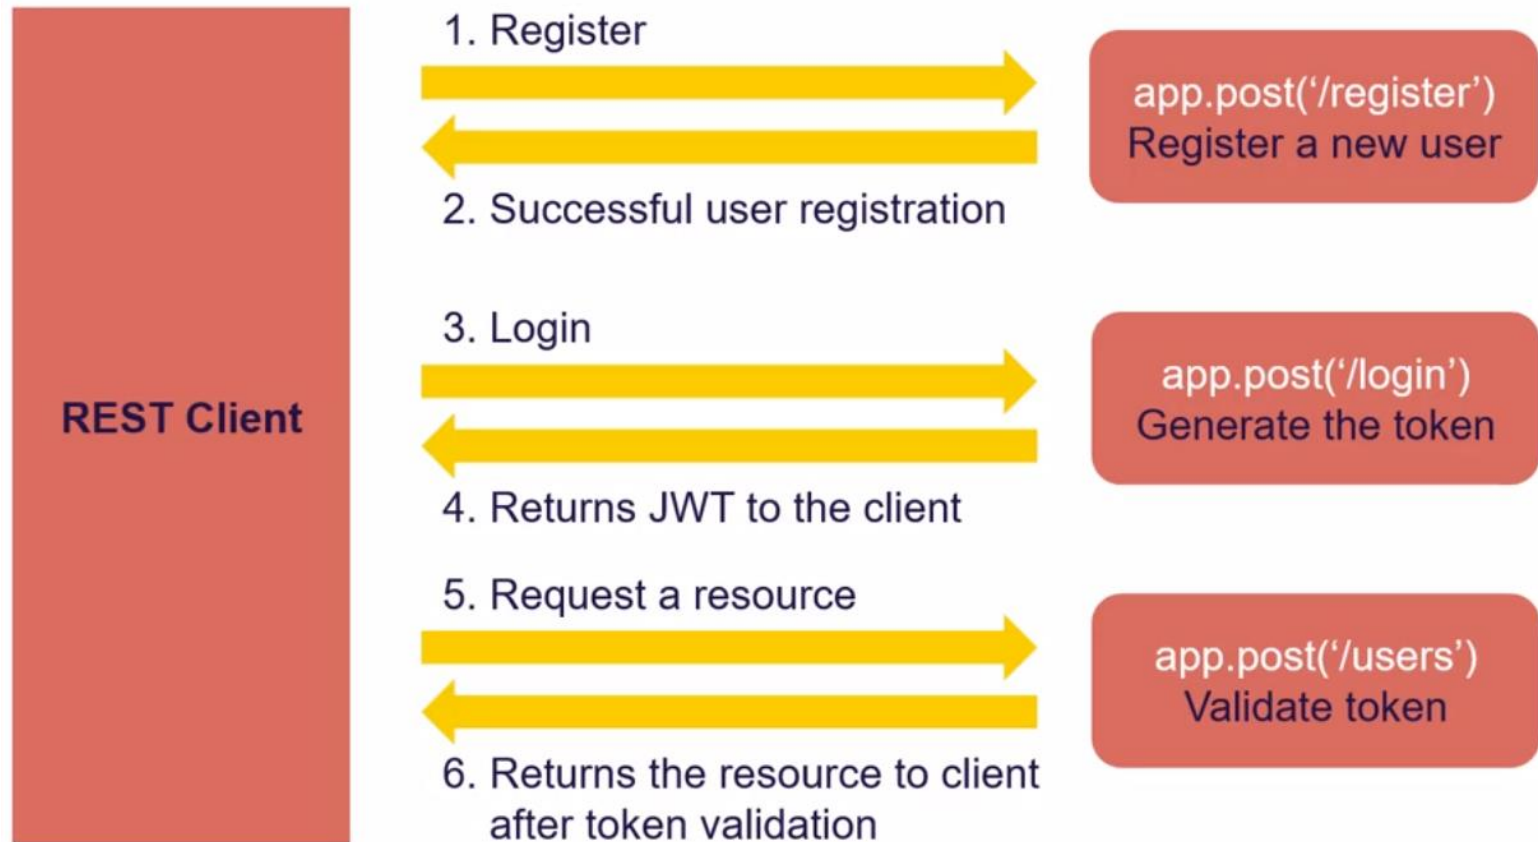 1. Register
app.post(‘/register’)
Register a new user
2. Successful user registration
REST Client
3. Login
app.post(‘/login’)
Generate the token
4. Returns JWT to the client
5. Request a resource
app.post(‘/users’)
Validate token
6. Returns the resource to client
after token validation